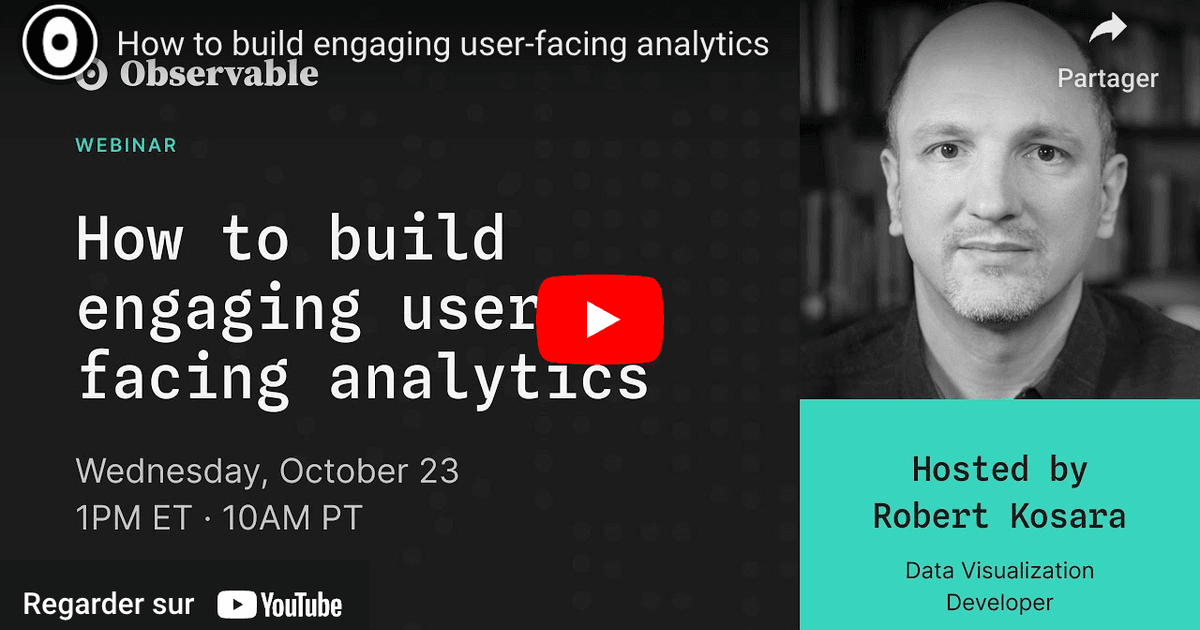 How to build engaging user-facing analytics
Observable
Partager
WEBINAR
How to build
engaging user
facing analytics
Wednesday, October 23
1PM ET · 10AM PT
Hosted by
Robert Kosara
Data Visualization
Developer
Regarder sur YouTube